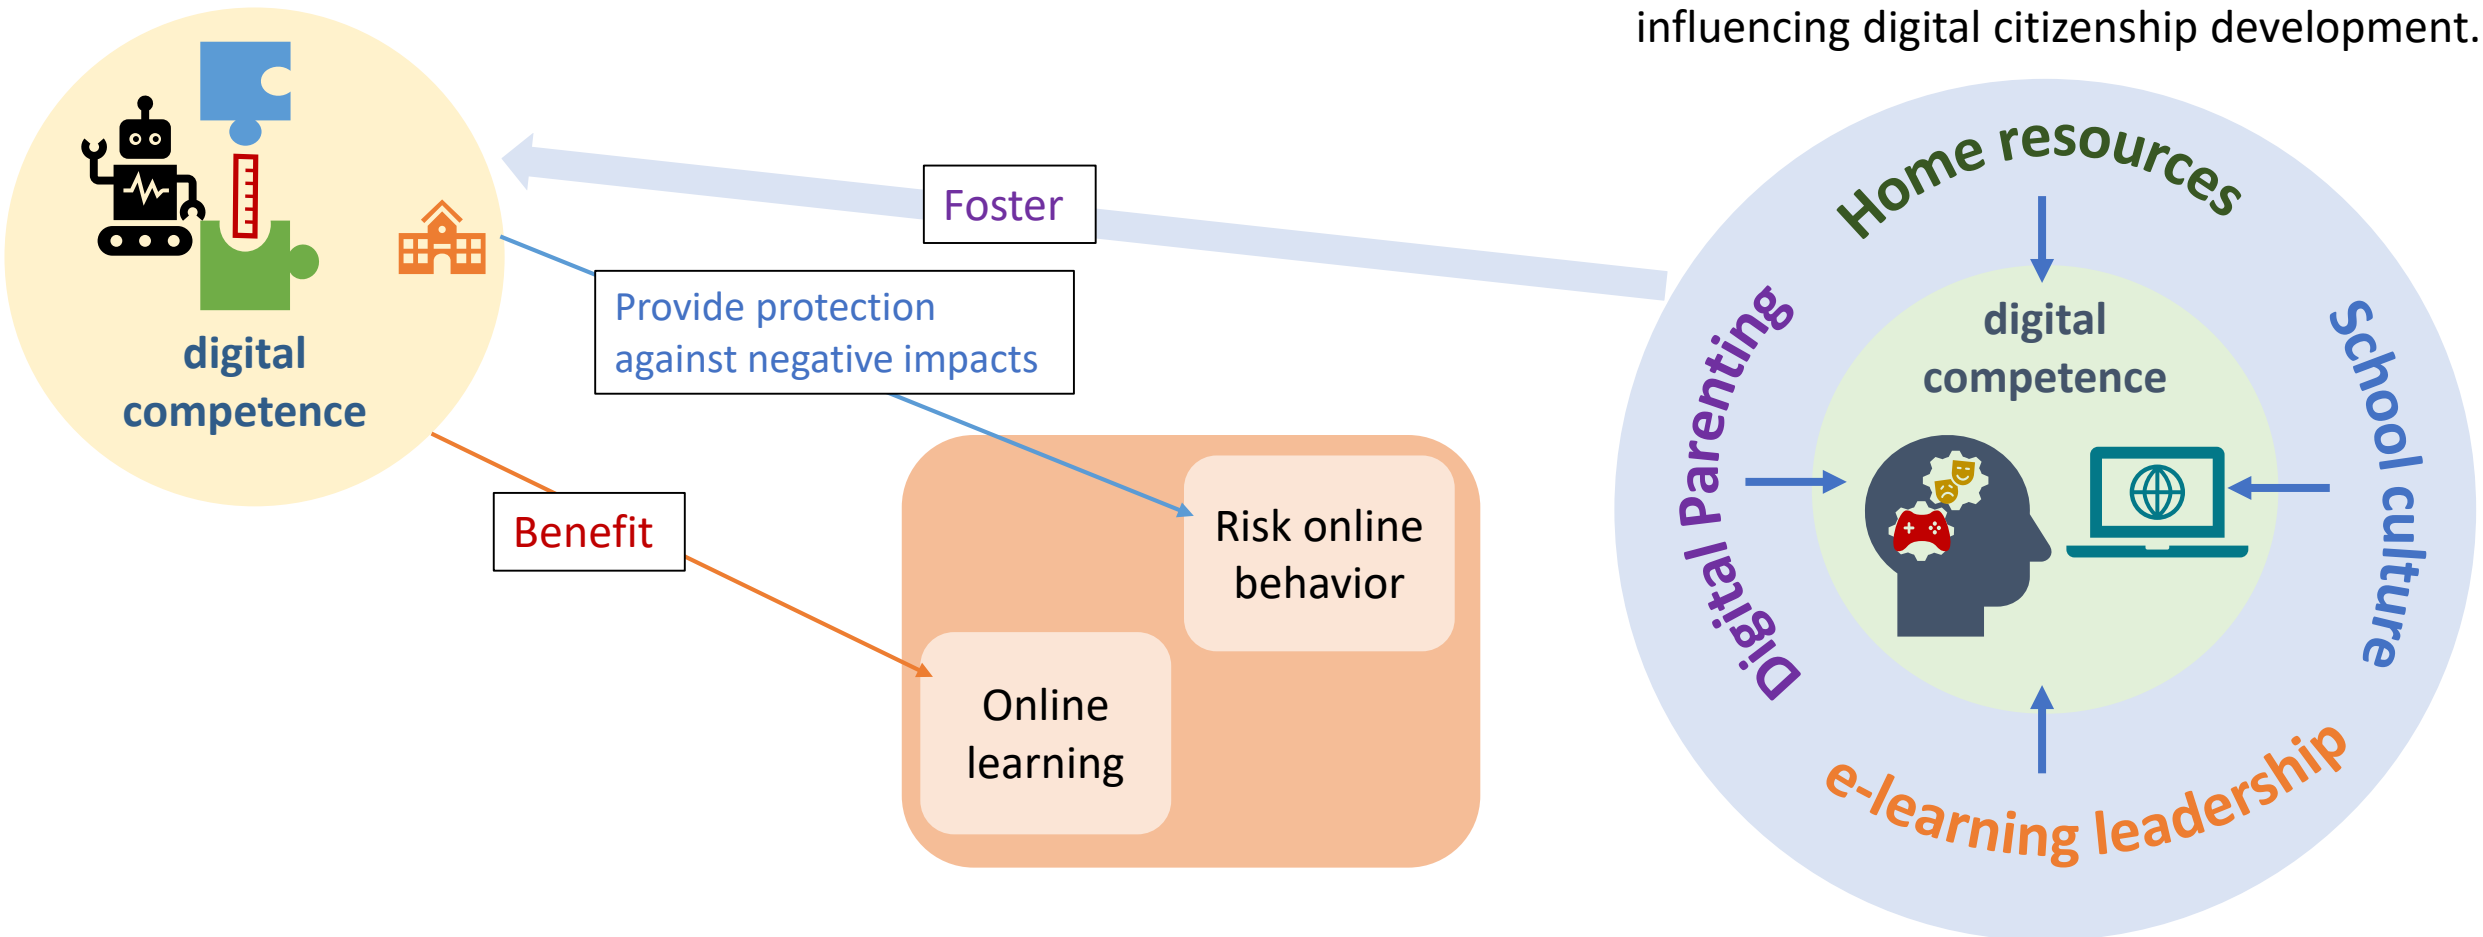 influencing digital citizenship development.
digital
competence
Foster
Provide protection
against negative impacts
Benefit
Risk online
behavior
Online
learning
Home resources
Digital Parenting
School culture
e-learning leadership
digital
competence